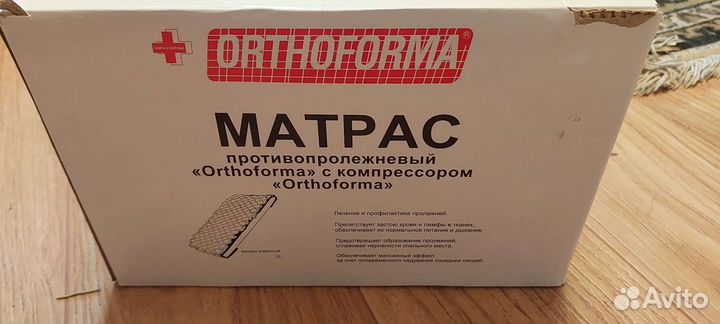 ORTHOFORMA®
МАТРАС
противопролежневый
«Orthoforma» с компрессором
«Orthoforma»
Лечение и профилактика пролежней.
Препятствует застою крови и лимфы в тканях,
обеспечивает их нормальное питание и дыхание.
Предотвращает образование пролежней,
сглаживая неровности спального места.
Обеспечивает массажный эффект
за счет попеременного надувания соседних секций.
Avito